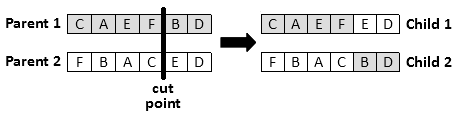 Parent 1 C A E F B D C A E F E D Child 1
Parent 2 F B A C E D F B A C B D Child 2
cut
point